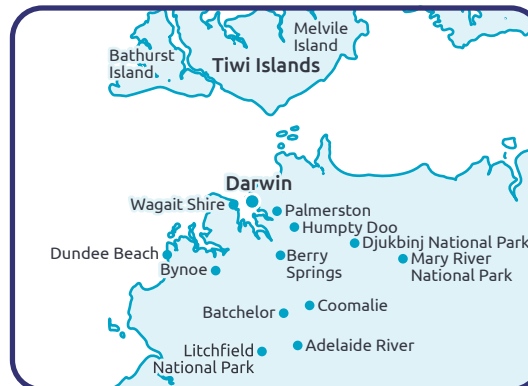 Melvile
Island
Bathurst
Island
Tiwi Islands
Darwin
Wagait Shire
Palmerston
Humpty Doo
Djukbinj National Park
Dundee Beach
Bynoe
Berry
Springs
Mary River
National Park
Batchelor
Coomalie
Litchfield
National Park
Adelaide River